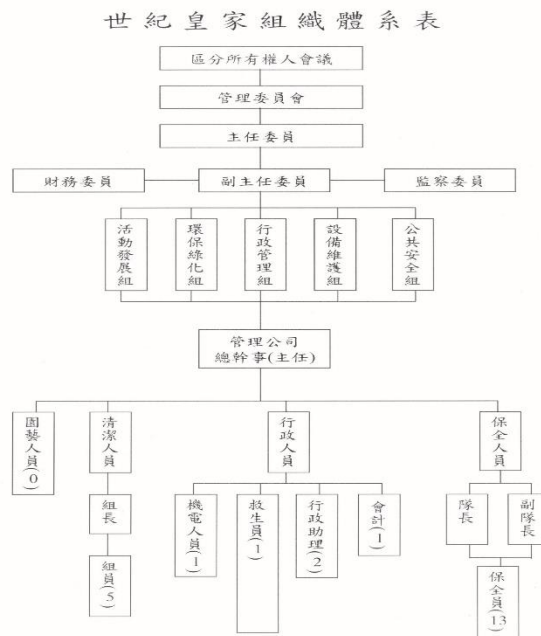 世紀皇家組織體系表
區分所有權人會議
管理委員會
主任委員
財務委員
副主任委員
監察委員
活動發展組
環保綠化組
行政管理組
設備維護組
公共安全組
管理公司
總幹事(主任)
園藝人員(0)
清潔人員
行政人員
保全人員
組長
機電人員(1)
救生員(1)
行政助理(2)
會計(1)
隊長
副隊長
組員(5)
保全員(13)